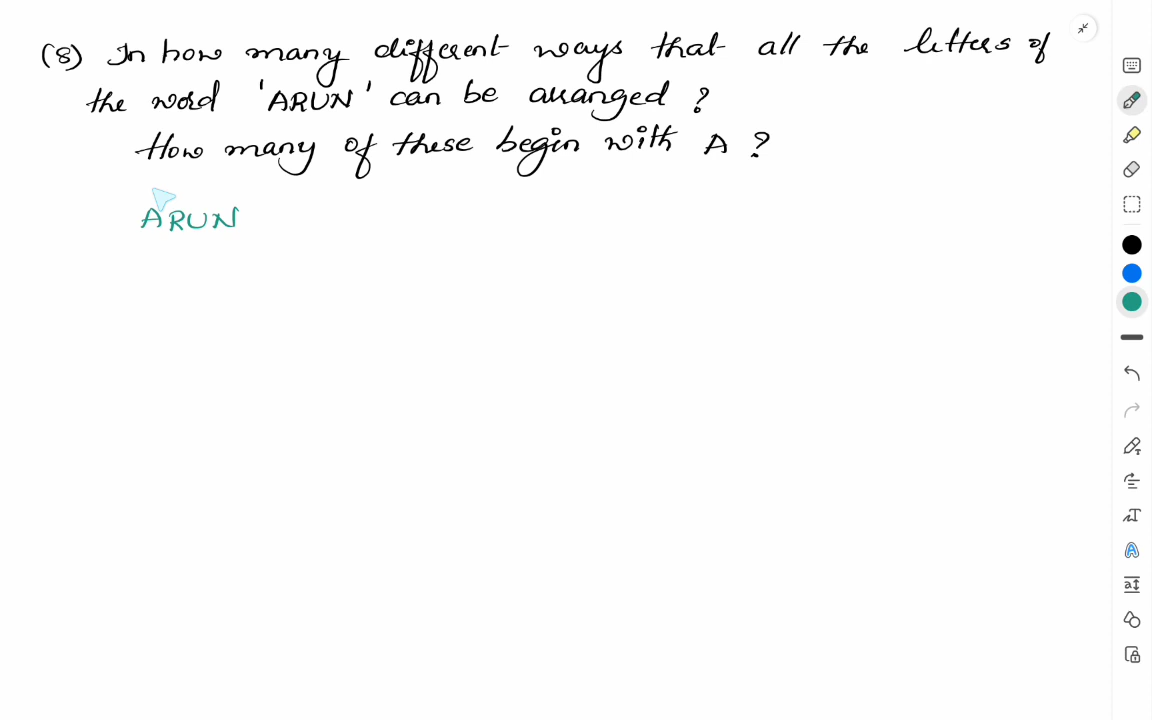 (8) In how many different ways that all the letters of
the word 'ARUN' can be arranged ?
How many of these begin with A ?
ARUN